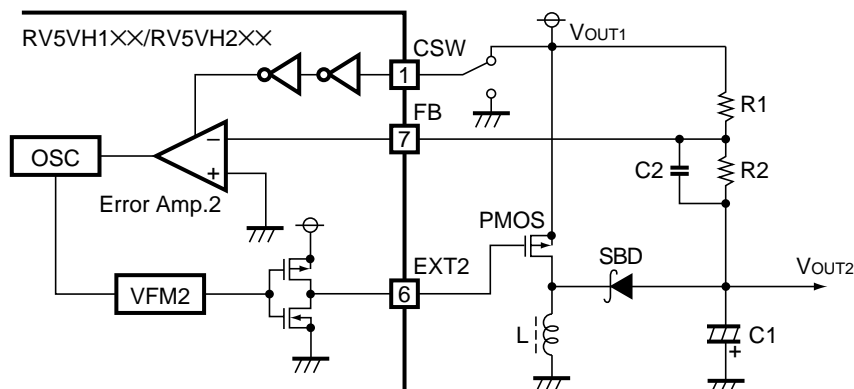 RV5VH1××/RV5VH2××
CSW
VOUT1
1
R1
FB
7
OSC
−
+
C2
R2
Error Amp.2
PMOS
EXT2
SBD
VOUT2
VFM2
6
L
C1
+